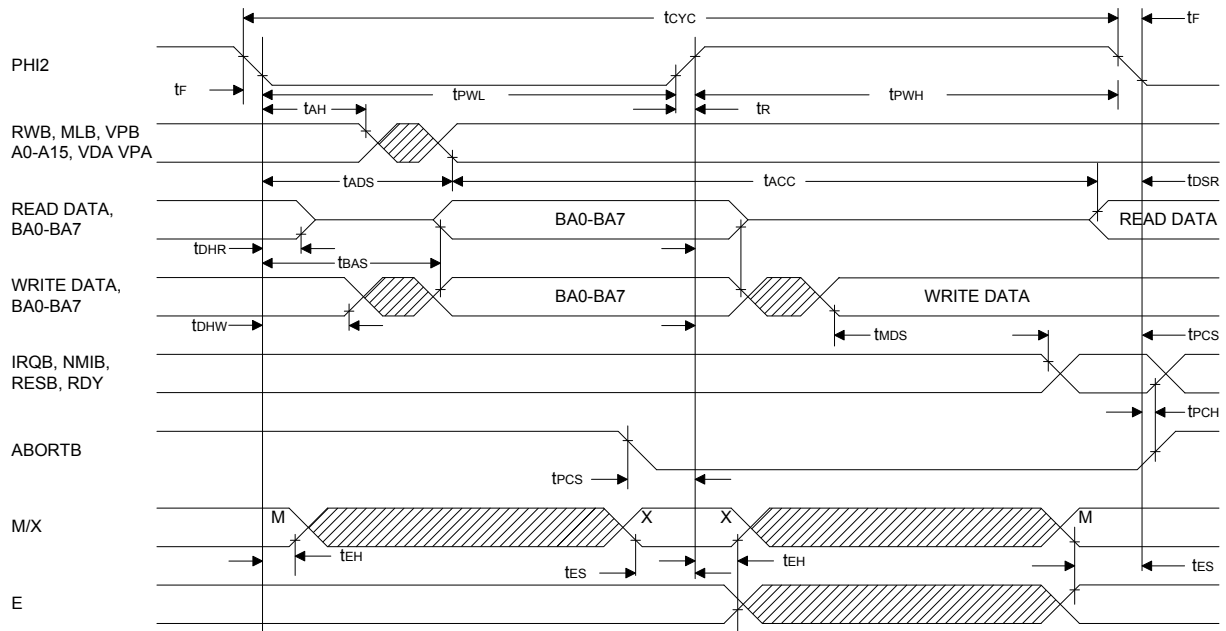 tCYC
tF
PHI2
tF
tPWL
tPWH
tAH
tR
RWB, MLB, VPB
A0-A15, VDA VPA
tADS
tACC
tDSR
READ DATA,
BA0-BA7
BA0-BA7
READ DATA
tDHR
tBAS
WRITE DATA,
BA0-BA7
BA0-BA7
WRITE DATA
tDHW
tMDS
tPCS
IRQB, NMIB,
RESB, RDY
tPCH
ABORTB
tPCS
M/X
M
X
X
M
tEH
tES
tEH
tES
E